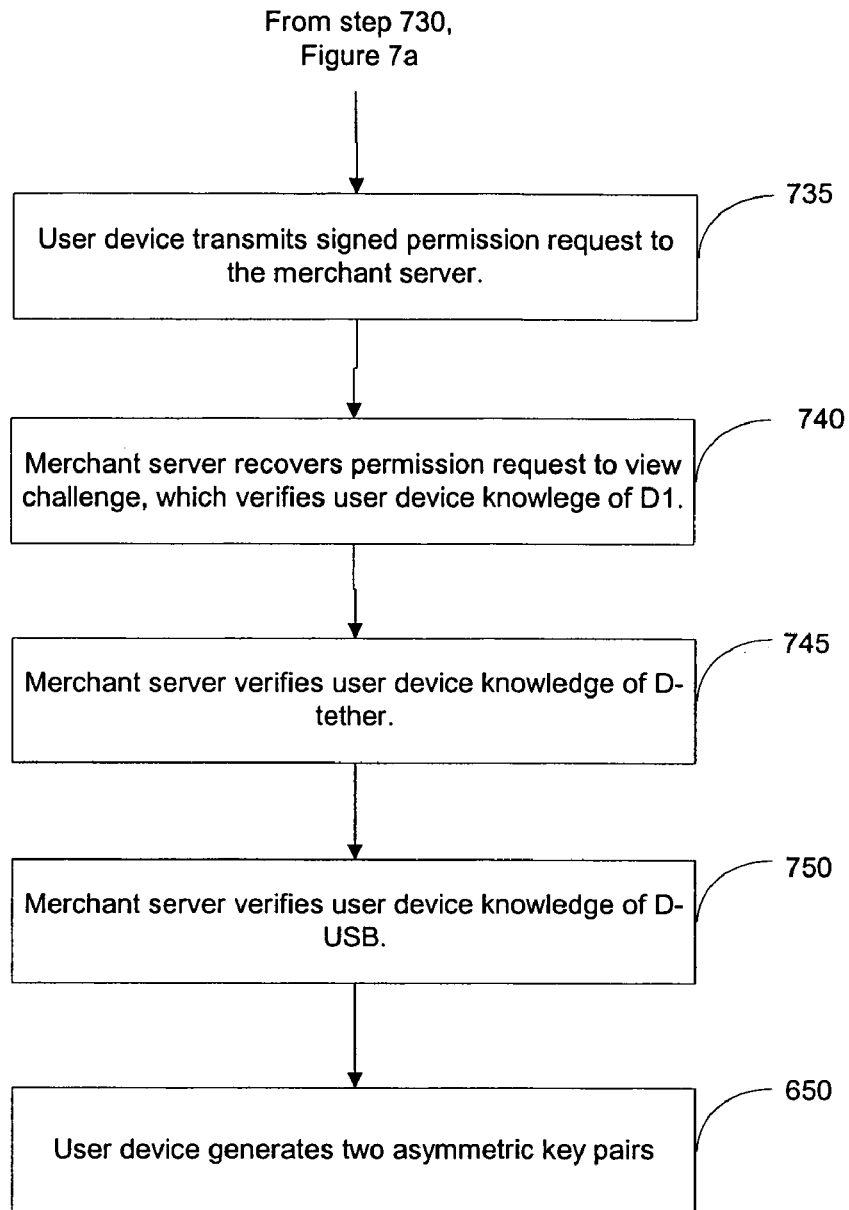 From step 730,
Figure 7a
735
User device transmits signed permission request to
the merchant server.
740
Merchant server recovers permission request to view
challenge, which verifies user device knowlege of D1.
745
Merchant server verifies user device knowledge of D-
tether.
750
Merchant server verifies user device knowledge of D-
USB.
650
User device generates two asymmetric key pairs